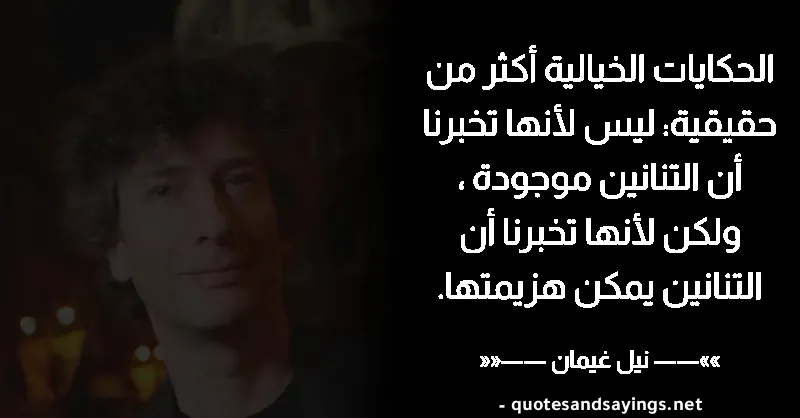 الحكايات الخيالية أكثر من
حقيقية: ليس لأنها تخبرنا
أن التنانين موجودة ،
ولكن لأنها تخبرنا أن
التنانين يمكن هزيمتها.
»»—— نيل غيمان ——««
- quotesandsayings.net